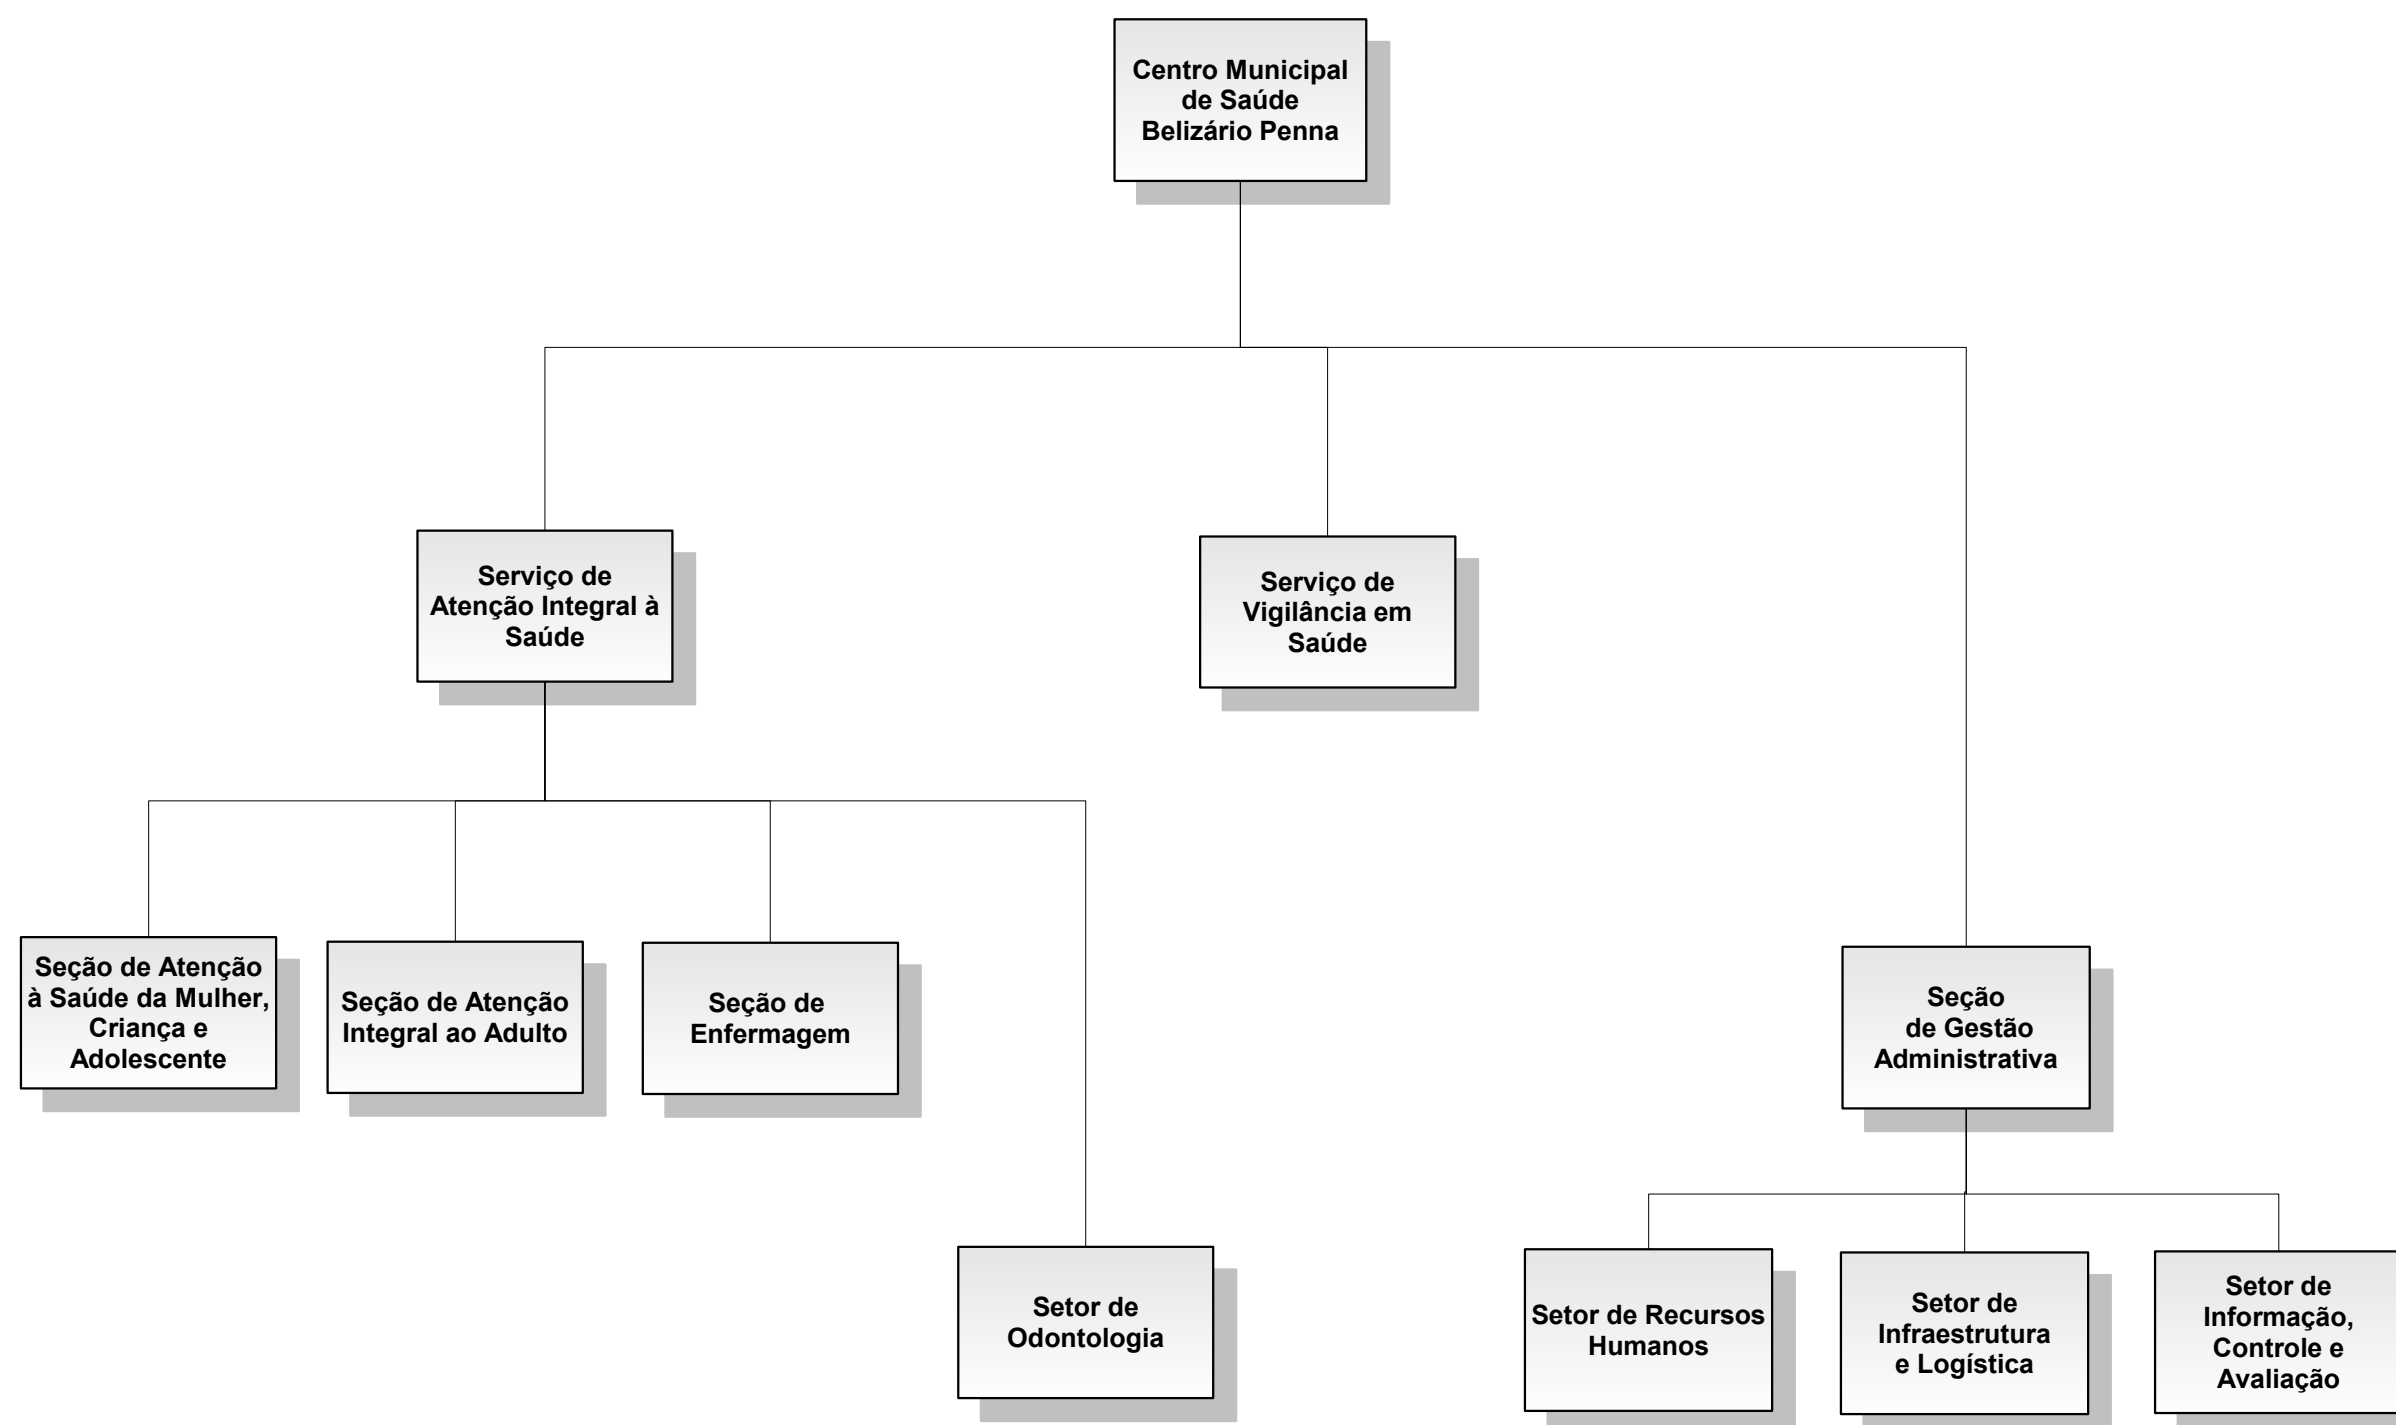 Centro Municipal
de Saúde
Belizário Penna
Serviço de
Atenção Integral à
Saúde
Serviço de
Vigilância em
Saúde
Seção de Atenção
à Saúde da Mulher,
Criança e
Adolescente
Seção de Atenção
Integral ao Adulto
Seção de
Enfermagem
Seção
de Gestão
Administrativa
Setor de
Odontologia
Setor de Recursos
Humanos
Setor de
Infraestrutura
e Logística
Setor de
Informação,
Controle e
Avaliação